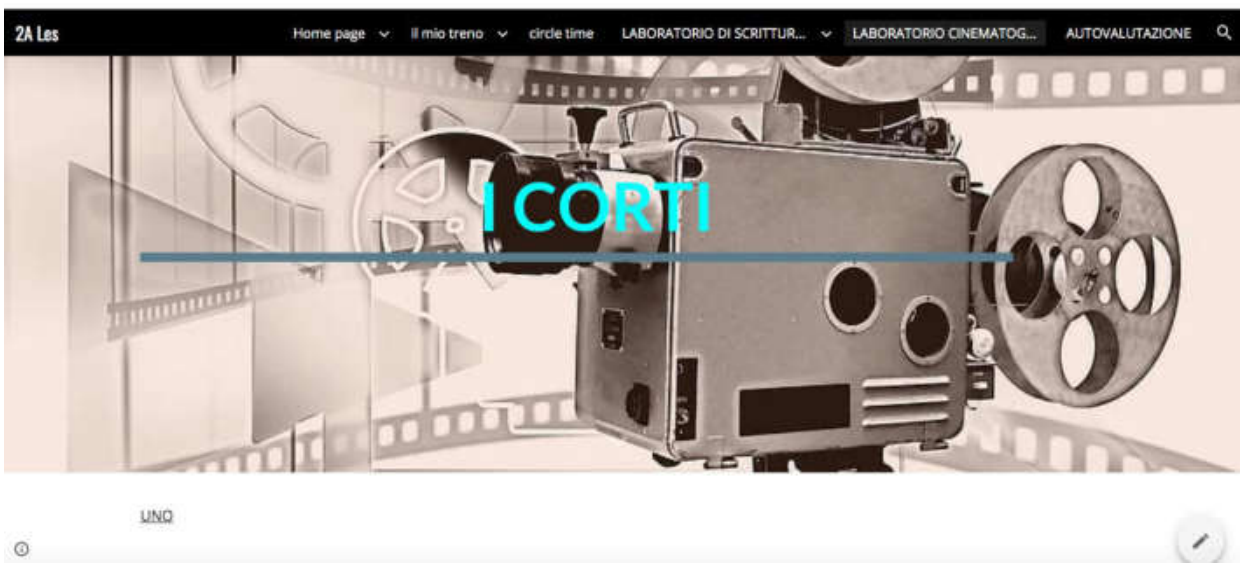 2A Les
Home page il mio treno circle time LABORATORIO DI SCRITTUR... LABORATORIO CINEMATOG... AUTOVALUTAZIONE
I CORTI
UNO